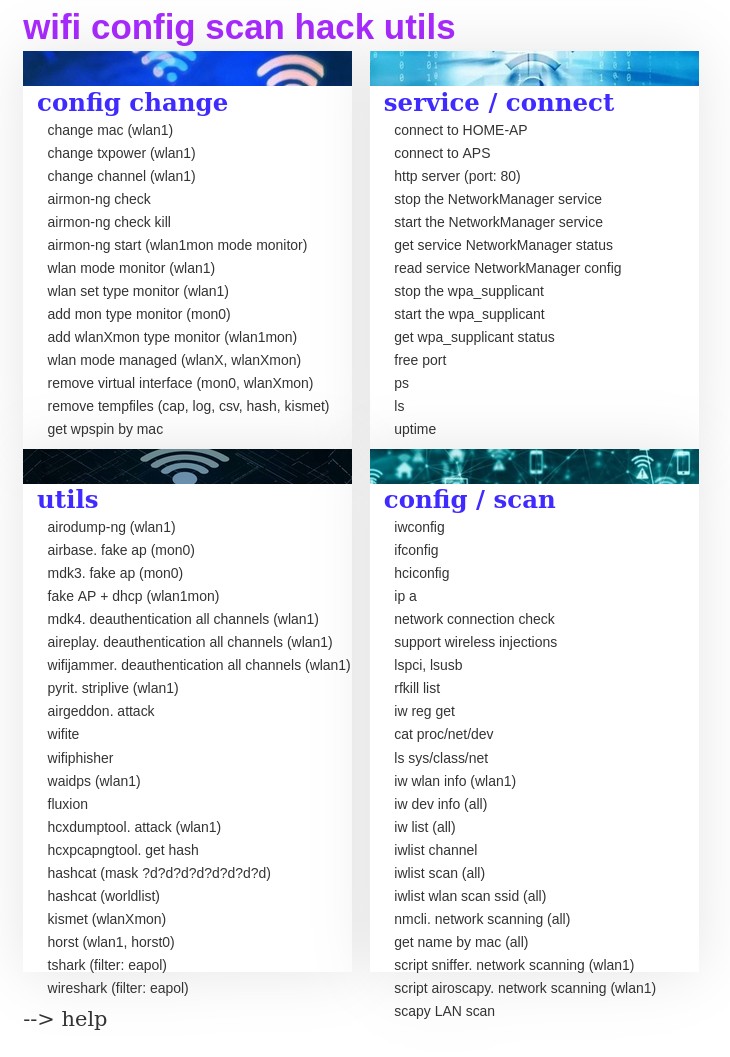 wifi config scan hack utils
config change
change mac (wlan1)
change txpower (wlan1)
change channel (wlan1)
airmon-ng check
airmon-ng check kill
airmon-ng start (wlan1mon mode monitor)
wlan mode monitor (wlan1)
wlan set type monitor (wlan1)
add mon type monitor (mon0)
add wlanXmon type monitor (wlan1mon)
wlan mode managed (wlanX, wlanXmon)
remove virtual interface (mon0, wlanXmon)
remove tempfiles (cap, log, csv, hash, kismet)
get wpspin by mac
service / connect
connect to HOME-AP
connect to APS
http server (port: 80)
stop the NetworkManager service
start the NetworkManager service
get service NetworkManager status
read service NetworkManager config
stop the wpa_supplicant
start the wpa_supplicant
get wpa_supplicant status
free port
ps
ls
uptime
utils
airodump-ng (wlan1)
airbase. fake ap (mon0)
mdk3. fake ap (mon0)
fake AP + dhcp (wlan1mon)
mdk4. deauthentication all channels (wlan1)
aireplay. deauthentication all channels (wlan1)
wifijammer. deauthentication all channels (wlan1)
pyrit. striplive (wlan1)
airgeddon. attack
wifite
wifiphisher
waidps (wlan1)
fluxion
hcxdumptool. attack (wlan1)
hcxpcapngtool. get hash
hashcat (mask ?d?d?d?d?d?d?d?d)
hashcat (worldlist)
kismet (wlanXmon)
horst (wlan1, horst0)
tshark (filter: eapol)
wireshark (filter: eapol)
config / scan
iwconfig
ifconfig
hciconfig
ip a
network connection check
support wireless injections
lspci, lsusb
rfkill list
iw reg get
cat proc/net/dev
ls sys/class/net
iw wlan info (wlan1)
iw dev info (all)
iw list (all)
iwlist channel
iwlist scan (all)
iwlist wlan scan ssid (all)
nmcli. network scanning (all)
get name by mac (all)
script sniffer. network scanning (wlan1)
script airoscapy. network scanning (wlan1)
scapy LAN scan
--> help